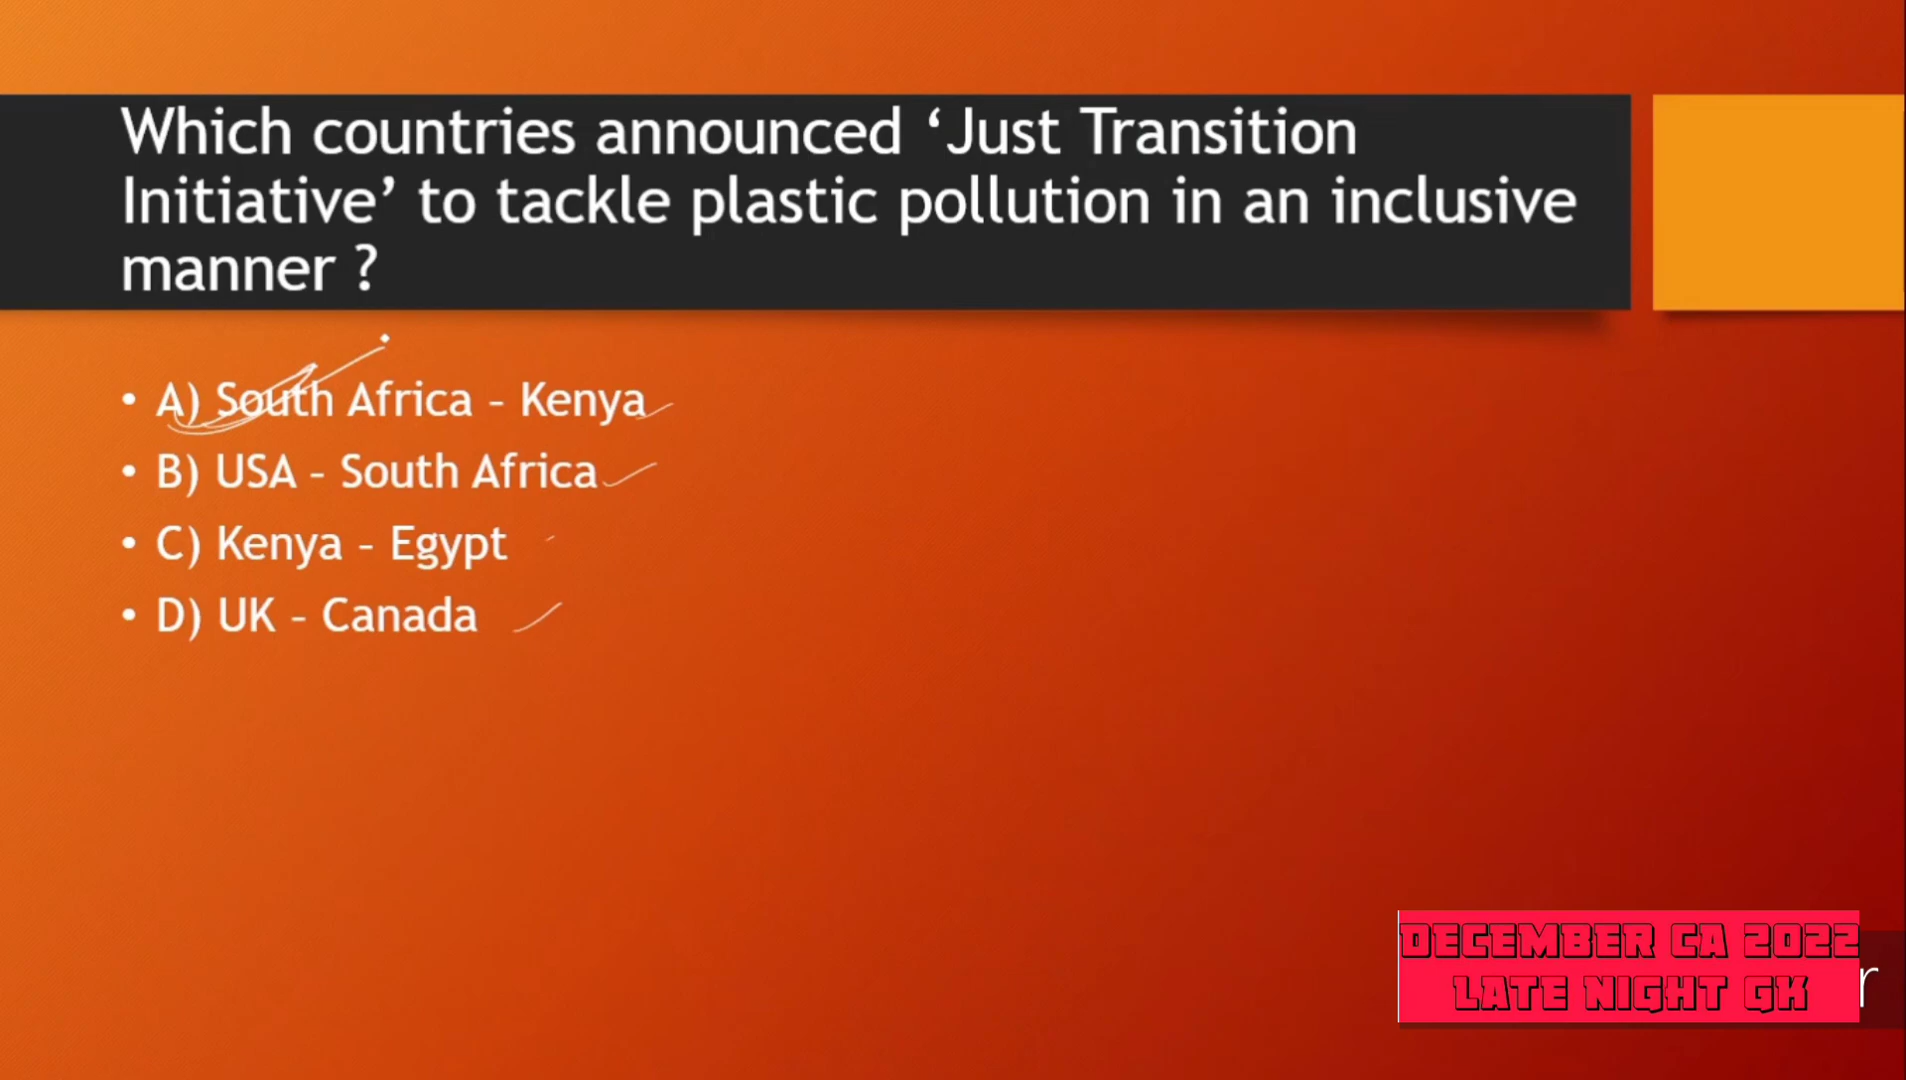 Which countries announced ‘Just Transition
Initiative’ to tackle plastic pollution in an inclusive
manner ?
• A) South Africa – Kenya
• B) USA – South Africa
• C) Kenya – Egypt
• D) UK – Canada
DECEMBER CA 2022
LATE NIGHT GK
r